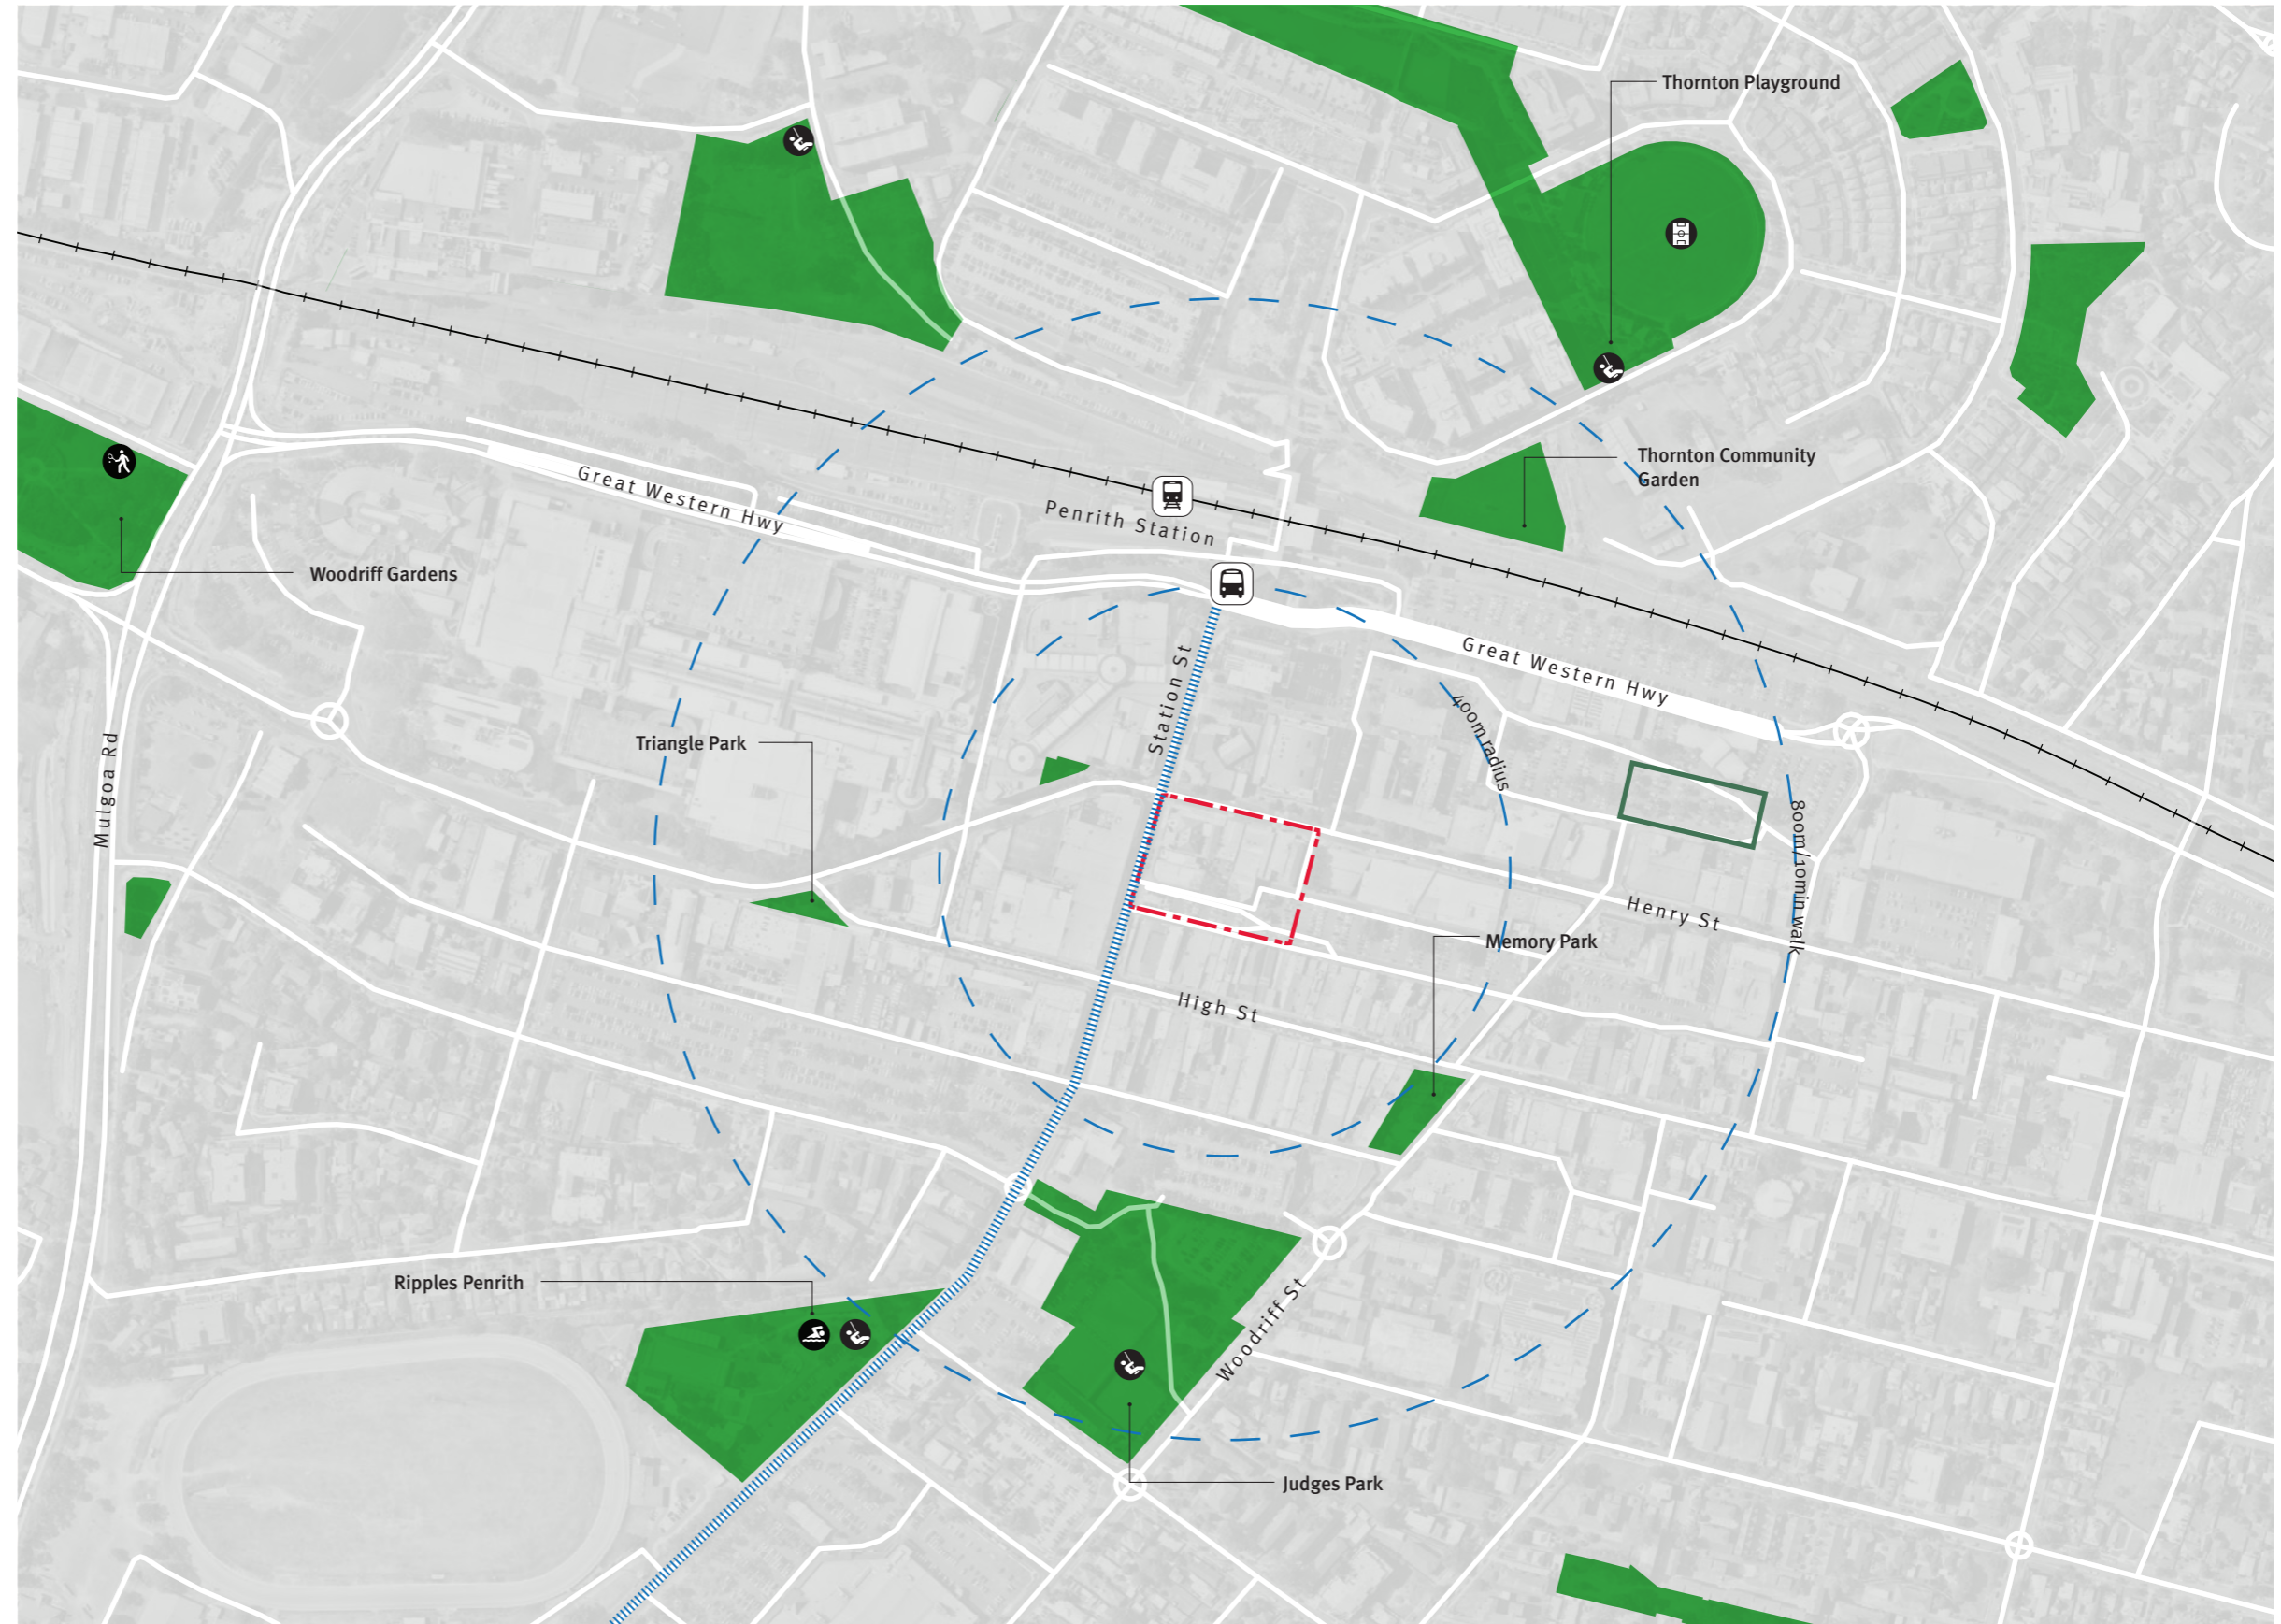 Thornton Playground
Thornton Community
Garden
Great Western Hwy
Penrith Station
Woodriff Gardens
Great Western Hwy
Station St
400m radius
Triangle Park
Mulgoa Rd
800m/10min walk
Henry St
Memory Park
High St
Ripples Penrith
Woodriff St
Judges Park